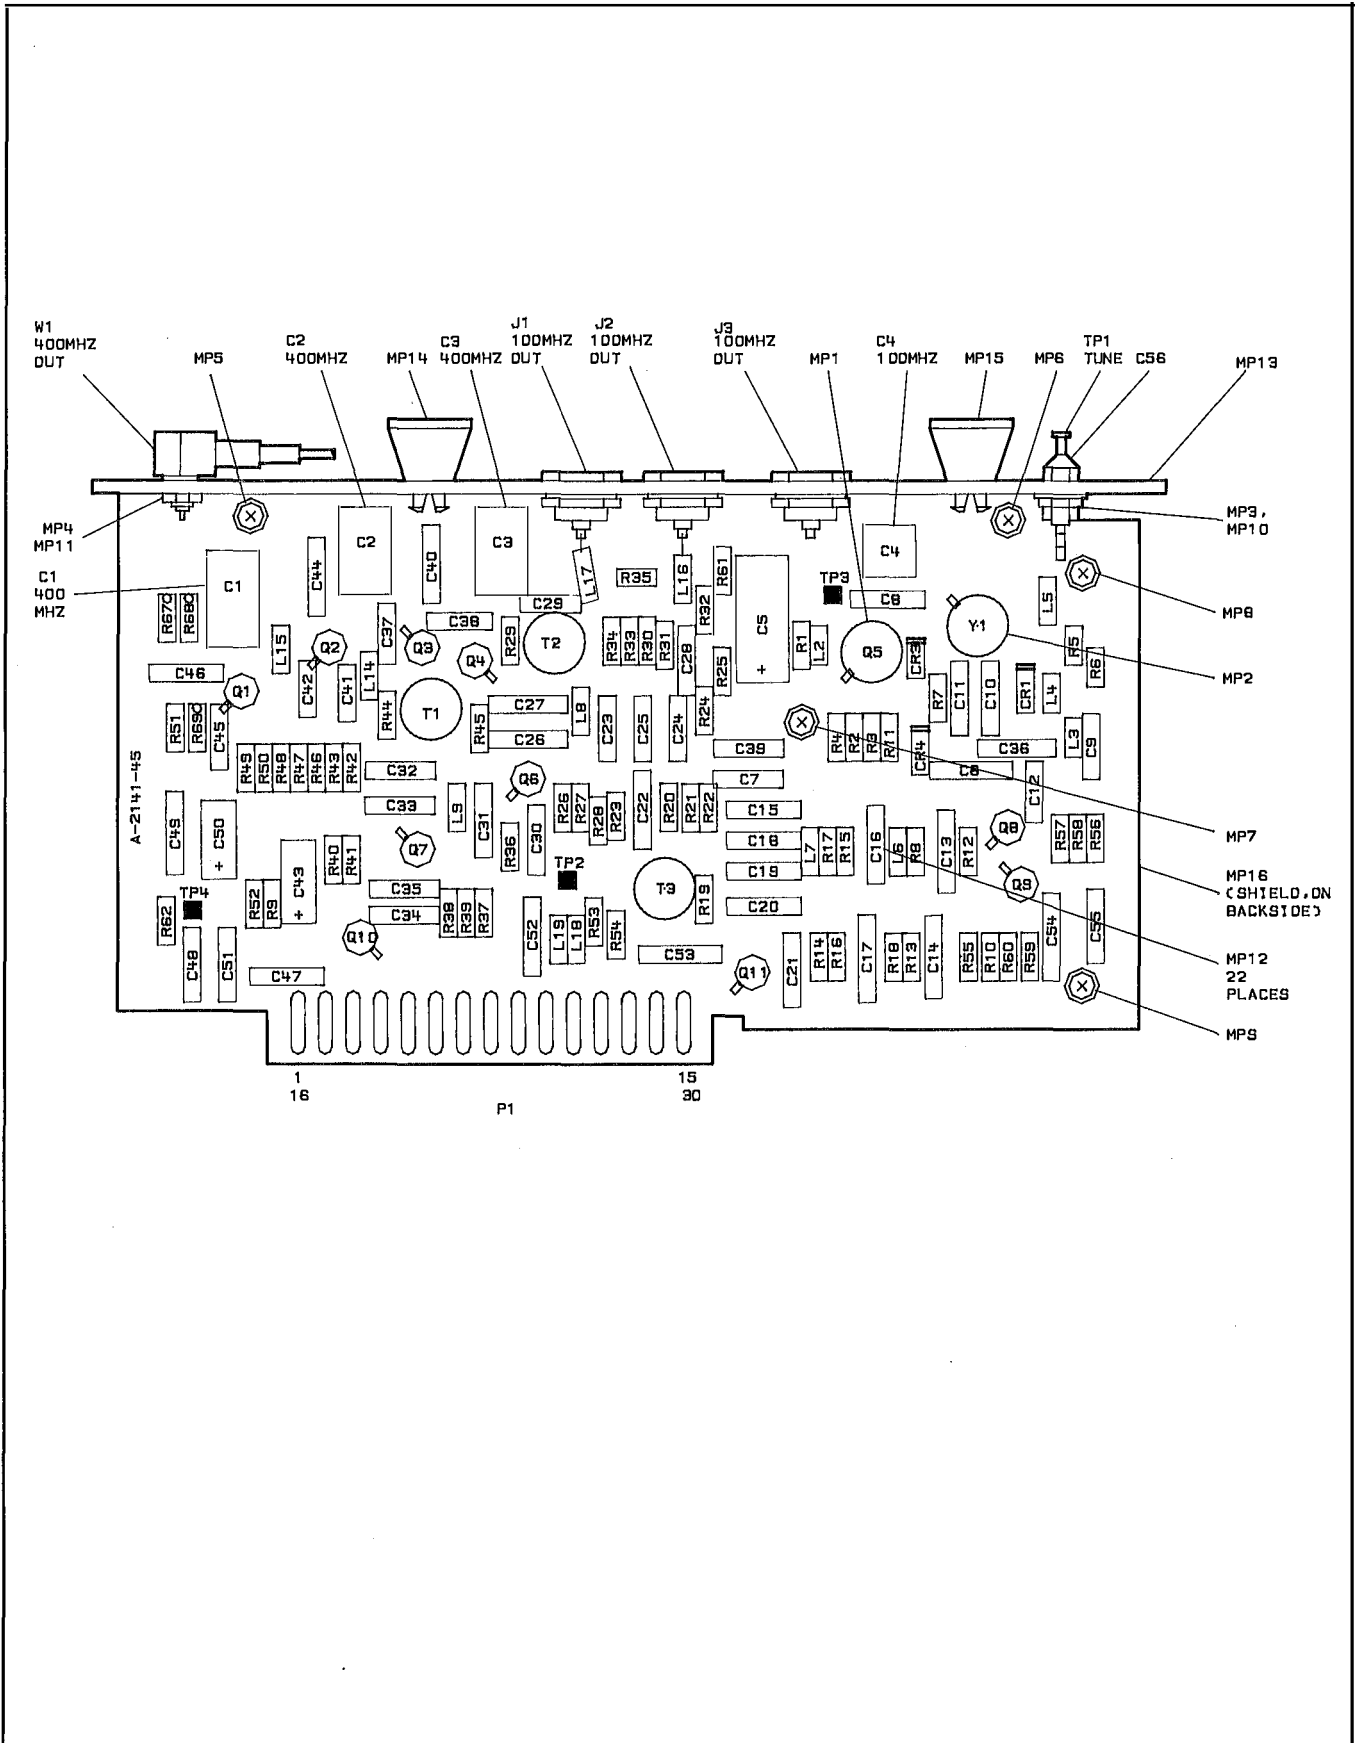 W1
400MHZ
OUT
MP5
C2
400MHZ
MP14
C3
400MHZ
J1
100MHZ
OUT
J2
100MHZ
OUT
J3
100MHZ
OUT
MP1
C4
100MHZ
MP15
MP6
TP1
TUNE
C56
MP13
MP4
MP11
C1
400
MHZ
MP3,
MP10
MP8
MP2
MP7
MP16
(SHIELD,ON
BACKSIDE)
MP12
22
PLACES
MP9
C1
C44
C2
C40
C3
L17
R35
L16
R61
C5
+
TP3
C4
C8
L5
R67C
R68C
L15
Q2
C37
Q3
C38
Q4
R29
C29
T2
R34
R33
R30
R31
C28
R32
R25
R1
L2
Q5
CR3
Y1
R5
R6
C46
Q1
C42
C41
L14
R44
T1
R45
C27
C26
L8
C23
C25
C24
R24
R7
C11
C10
CR1
L4
R51
R69C
C45
R49
R50
R48
R47
R46
R43
R42
C32
C39
R4
R2
R3
R11
CR4
C36
L3
C9
A-2141-45
C33
L9
C31
Q6
R26
R27
R28
R23
C22
R20
R21
R22
C7
C6
C12
C15
C49
C50
+
R40
R41
Q7
R36
C30
C18
L7
R17
R15
C16
L6
R8
C13
R12
Q8
R57
R58
R56
TP4
R62
R52
R9
C43
+
C35
C34
R38
R39
R37
TP2
T3
R19
C19
C20
Q9
Q10
C48
C51
C47
C52
L19
L18
R53
R54
C53
Q11
C21
R14
R16
C17
R18
R13
C14
R55
R10
R60
R59
C54
C55
1
15
16
30
P1